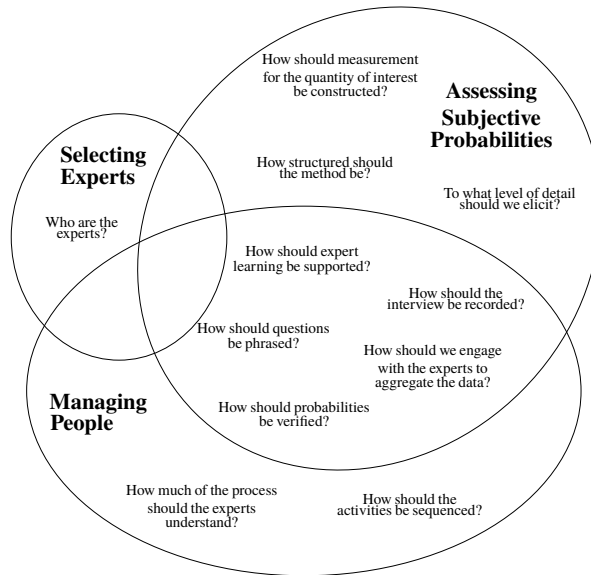 How should measurement
for the quantity of interest
be constructed?
Assessing
Subjective
Probabilities
Selecting
Experts
How structured should
the method be?
To what level of detail
should we elicit?
Who are the
experts?
How should expert
learning be supported?
How should the
interview be recorded?
How should questions
be phrased?
How should we engage
with the experts to
aggregate the data?
Managing
People
How should probabilities
be verified?
How much of the process
should the experts
understand?
How should the
activities be sequenced?